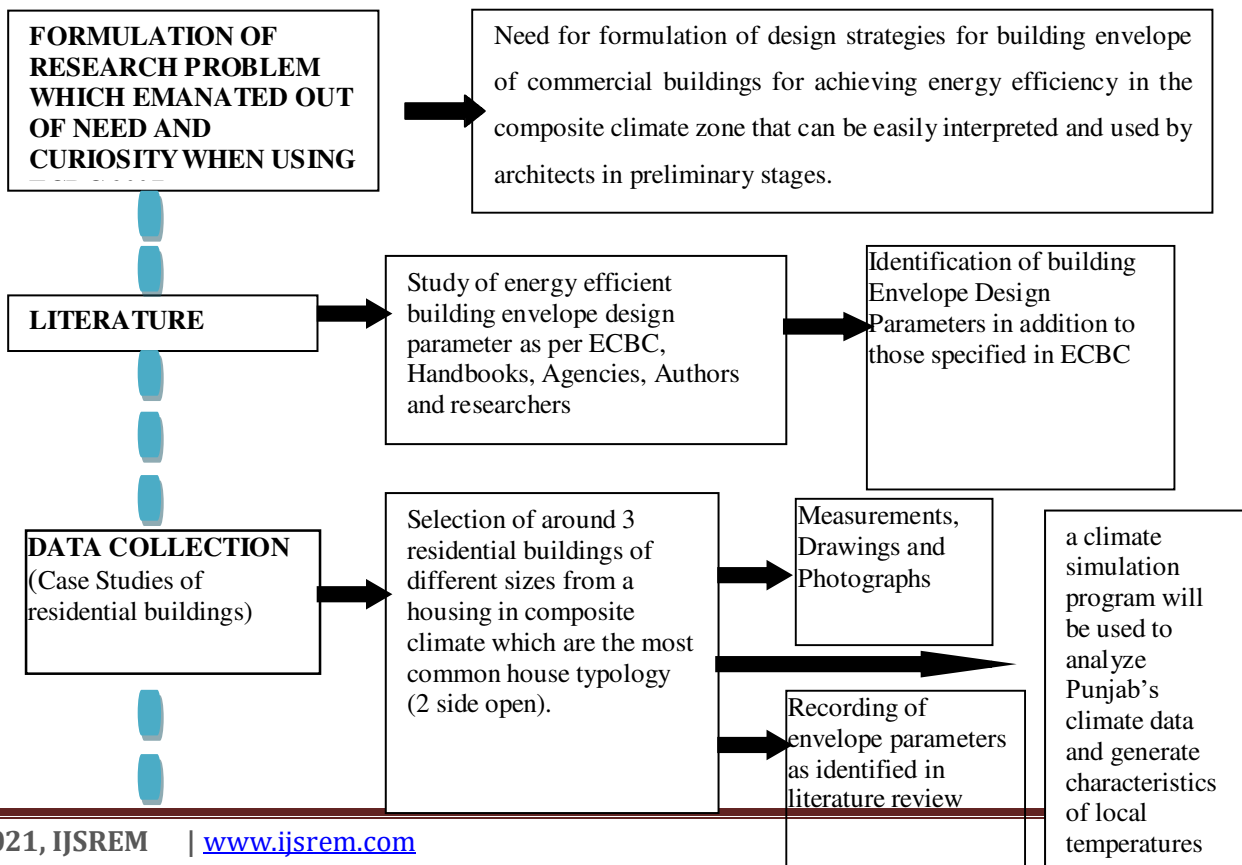 FORMULATION OF
RESEARCH PROBLEM
WHICH EMANATED OUT
OF NEED AND
CURIOSITY WHEN USING
Need for formulation of design strategies for building envelope
of commercial buildings for achieving energy efficiency in the
composite climate zone that can be easily interpreted and used by
architects in preliminary stages.
LITERATURE
Study of energy efficient
building envelope design
parameter as per ECBC,
Handbooks, Agencies, Authors
and researchers
Identification of building
Envelope Design
Parameters in addition to
those specified in ECBC
DATA COLLECTION
(Case Studies of
residential buildings)
Selection of around 3
residential buildings of
different sizes from a
housing in composite
climate which are the most
common house typology
(2 side open).
Measurements,
Drawings and
Photographs
Recording of
envelope parameters
as identified in
literature review
a climate
simulation
program will
be used to
analyze
Punjab’s
climate data
and generate
characteristics
of local
temperatures
021, IJSREM | www.ijsrem.com